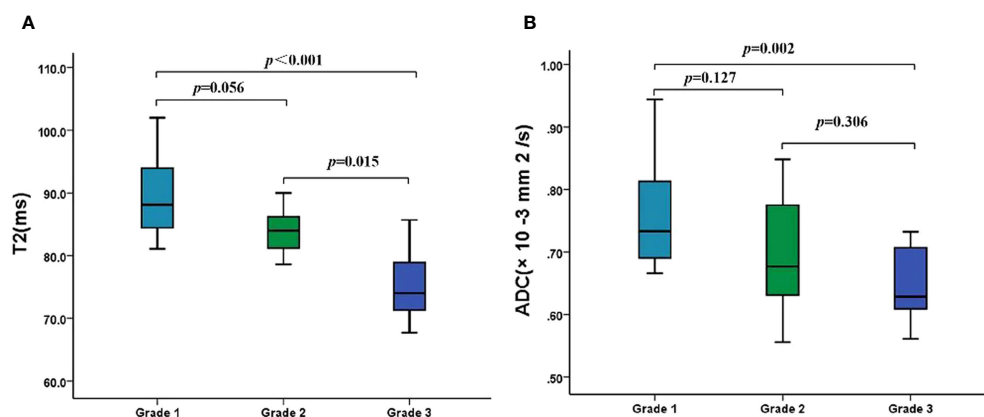 A
p<0.001
p=0.056
p=0.015
T2(ms)
110.0
100.0
90.0
80.0
70.0
60.0
Grade 1
Grade 2
Grade 3
B
p=0.002
p=0.127
p=0.306
ADC(× 10 -3 mm 2 /s)
1.00
.90
.80
.70
.60
.50
Grade 1
Grade 2
Grade 3